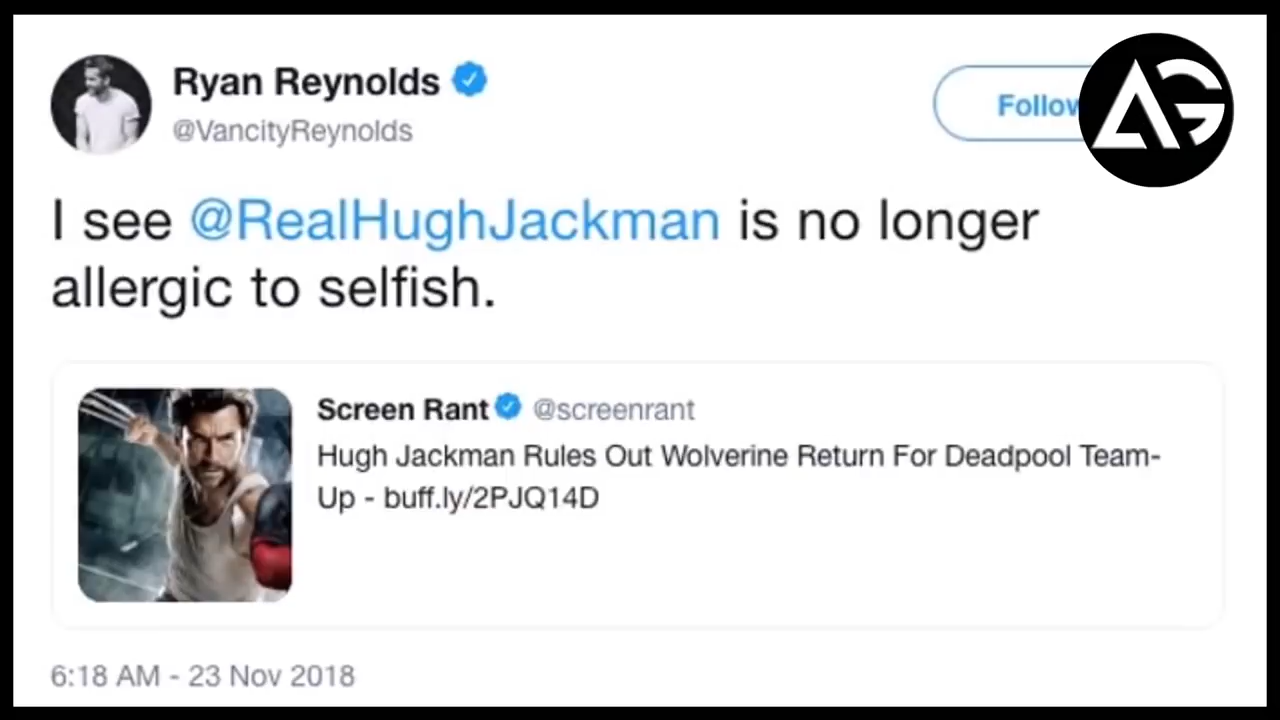 Ryan Reynolds
@VancityReynolds
Follow
AG
I see @RealHughJackman is no longer
allergic to selfish.
Screen Rant @screenrant
Hugh Jackman Rules Out Wolverine Return For Deadpool Team-
Up - buff.ly/2PJQ14D
6:18 AM - 23 Nov 2018